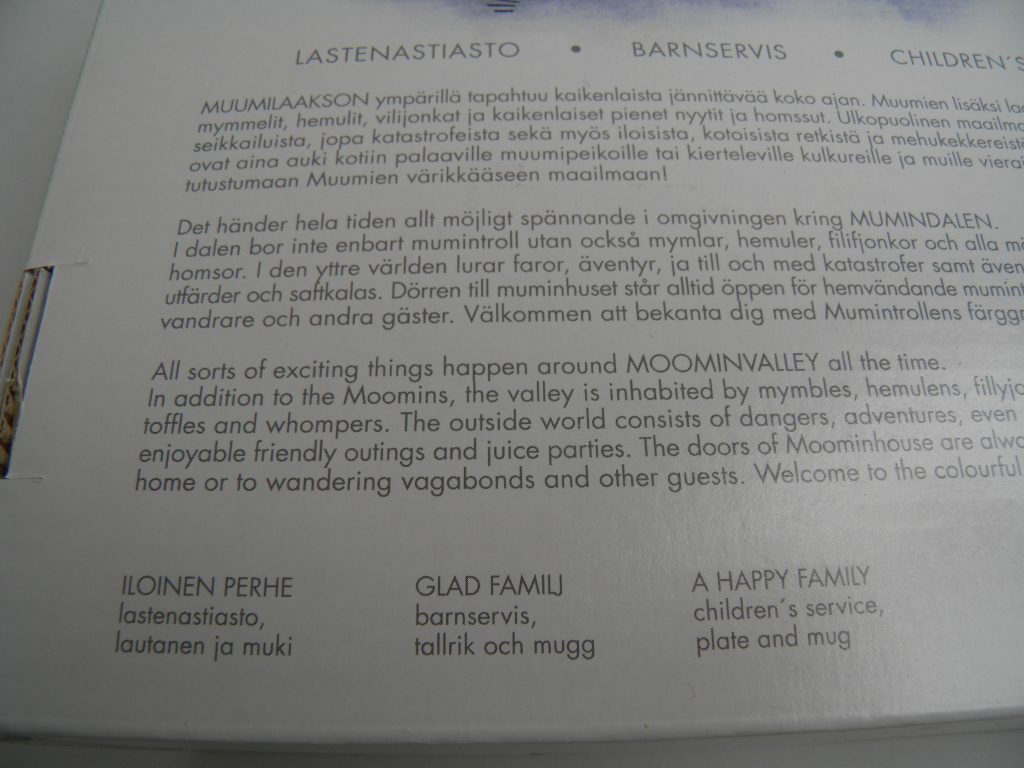 LASTENASTIASTO • BARNSERVIS • CHILDREN´S
MUUMILAAKSON ympärillä tapahtuu kaikenlaista jännittävää koko ajan. Muumien lisäksi
mymmelit, hemulit, vilijonkat ja kaikenlaiset pienet nyytit ja homssut. Ulkopuolinen
seikkailuista, jopa katastrofeista sekä myös iloisista, kotoisista retkistä ja
ovat aina auki kotiin palaaville muumipeikoille tai kierteleville kulkureille ja muille
tutustumaan Muumien värikkääseen maailmaan!
Det händer hela tiden allt möjligt spännande i omgivningen kring MUMINDALEN.
I dalen bor inte enbart mumintroll utan också mymlar, hemuler, filifjonkor och alla
homsor. I den yttre världen lurar faror, äventyr, ja till och med katastrofer samt
utfärder och saftkalas. Dörren till muminhuset står alltid öppen för hemvändande
vandrare och andra gäster. Välkommen att bekanta dig med Mumintrollens
All sorts of exciting things happen around MOOMINVALLEY all the time.
In addition to the Moomins, the valley is inhabited by mymbles, hemulens,
toffles and whompers. The outside world consists of dangers, adventures, even
enjoyable friendly outings and juice parties. The doors of Moominhouse are
home or to wandering vagabonds and other guests. Welcome to the colourful
ILOINEN PERHE
lastenastiasto,
lautanen ja muki
GLAD FAMILJ
barnservis,
tallrik och mugg
A HAPPY FAMILY
children´s service,
plate and mug